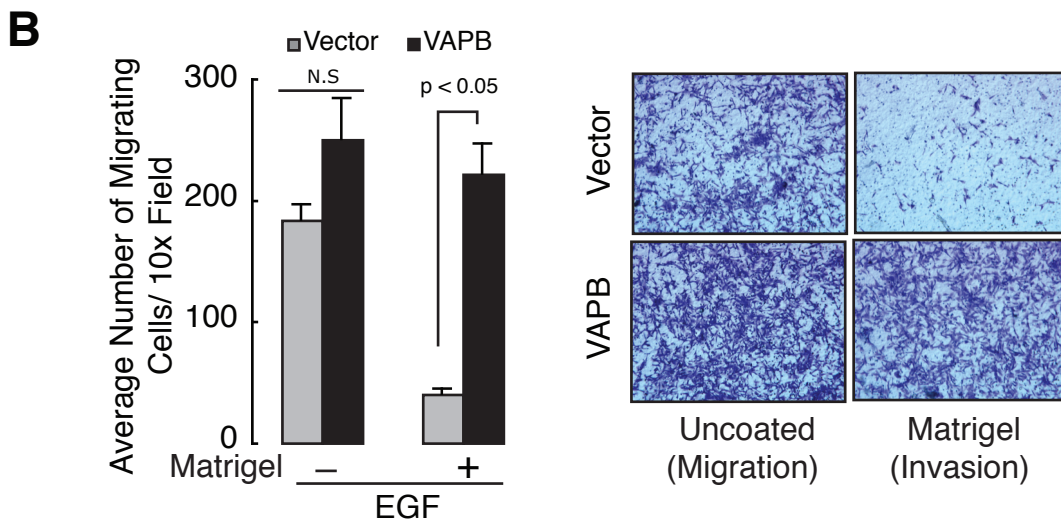 B
Vector VAPB
Average Number of Migrating
Cells/ 10x Field
300
200
100
0
N.S
p < 0.05
Matrigel – +
EGF
Vector
VAPB
Uncoated
(Migration)
Matrigel
(Invasion)